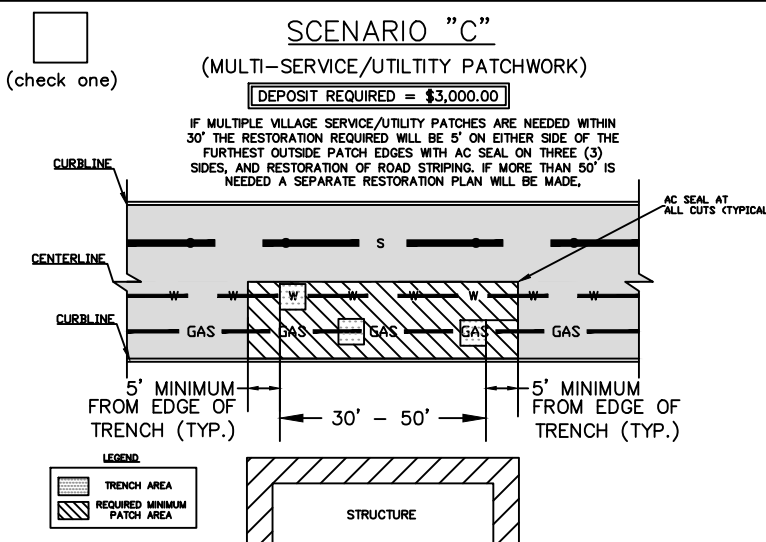 SCENARIO "C"
(check one)
(MULTI-SERVICE/UTILTITY PATCHWORK)
DEPOSIT REQUIRED = $3,000.00
IF MULTIPLE VILLAGE SERVICE/UTILITY PATCHES ARE NEEDED WITHIN
30' THE RESTORATION REQUIRED WILL BE 5' ON EITHER SIDE OF THE
FURTHEST OUTSIDE PATCH EDGES WITH AC SEAL ON THREE (3)
SIDES, AND RESTORATION OF ROAD STRIPING. IF MORE THAN 50' IS
NEEDED A SEPARATE RESTORATION PLAN WILL BE MADE,
CURBLINE
AC SEAL AT
ALL CUTS (TYPICAL
S S S S S
CENTERLINE
W W W W W W W W
CURBLINE
GAS GAS GAS GAS GAS
5' MINIMUM
FROM EDGE OF
TRENCH (TYP.)
30' - 50'
5' MINIMUM
FROM EDGE OF
TRENCH (TYP.)
LEGEND
TRENCH AREA
REQUIRED MINIMUM
PATCH AREA
STRUCTURE